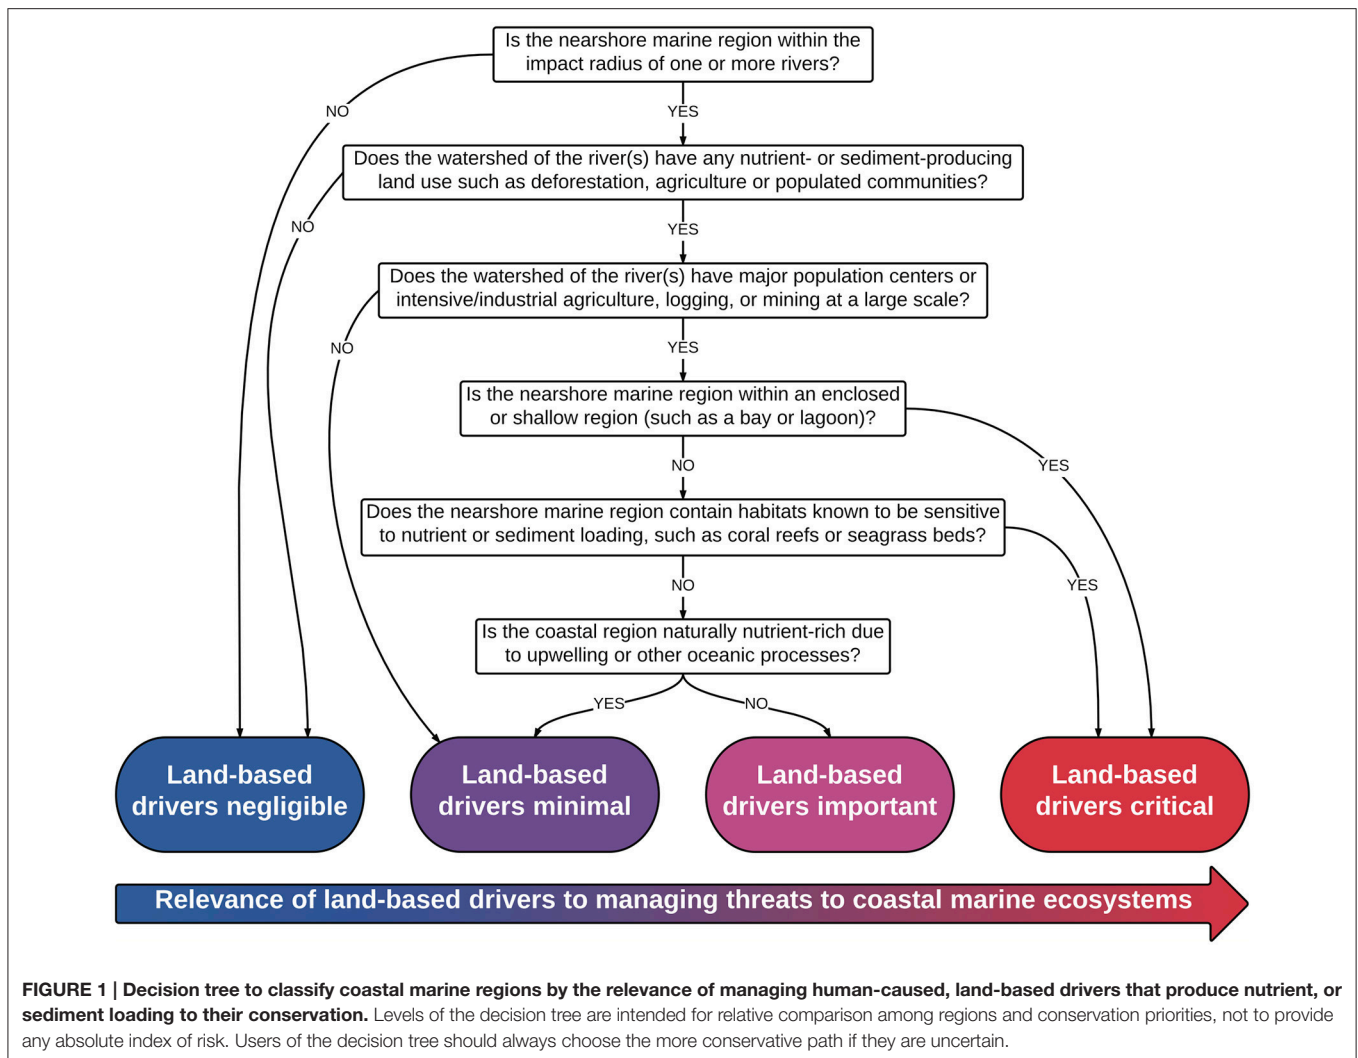 Is the nearshore marine region within the
impact radius of one or more rivers?
NO
YES
Does the watershed of the river(s) have any nutrient- or sediment-producing
land use such as deforestation, agriculture or populated communities?
NO
YES
Does the watershed of the river(s) have major population centers or
intensive/industrial agriculture, logging, or mining at a large scale?
NO
YES
Is the nearshore marine region within an enclosed
or shallow region (such as a bay or lagoon)?
NO
YES
Does the nearshore marine region contain habitats known to be sensitive
to nutrient or sediment loading, such as coral reefs or seagrass beds?
NO
YES
Is the coastal region naturally nutrient-rich due
to upwelling or other oceanic processes?
YES
NO
Land-based
drivers negligible
Land-based
drivers minimal
Land-based
drivers important
Land-based
drivers critical
Relevance of land-based drivers to managing threats to coastal marine ecosystems
FIGURE 1 | Decision tree to classify coastal marine regions by the relevance of managing human-caused, land-based drivers that produce nutrient, or
sediment loading to their conservation. Levels of the decision tree are intended for relative comparison among regions and conservation priorities, not to provide
any absolute index of risk. Users of the decision tree should always choose the more conservative path if they are uncertain.